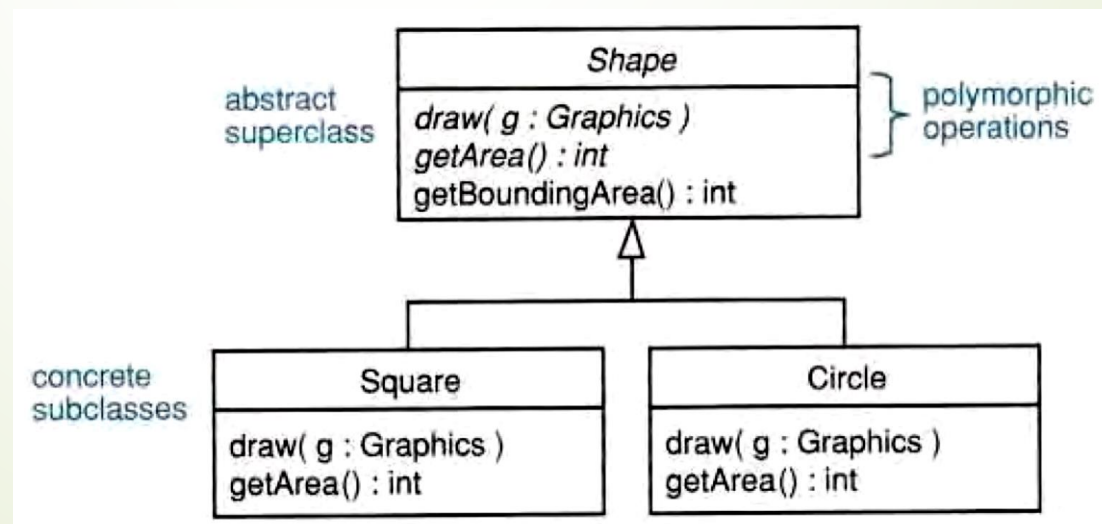 Shape
abstract
superclass
draw( g : Graphics )
getArea() : int
getBoundingArea() : int
polymorphic
operations
concrete
subclasses
Square
draw( g : Graphics )
getArea() : int
Circle
draw( g : Graphics )
getArea() : int